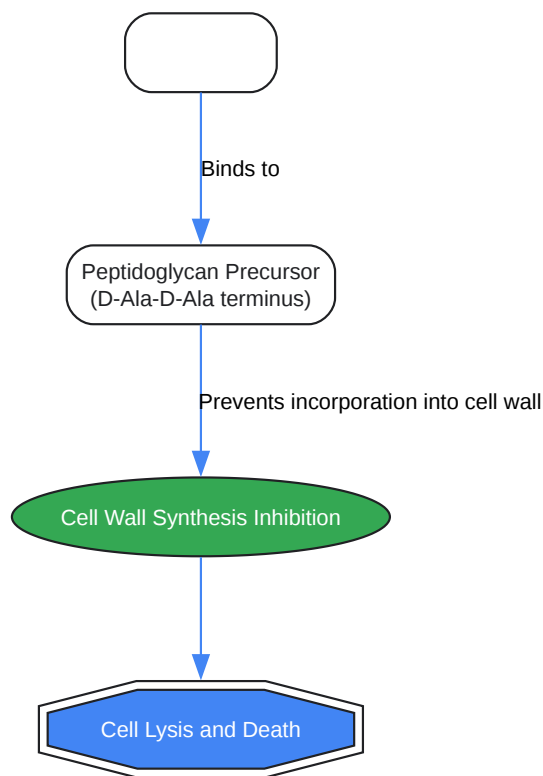 Binds to
Peptidoglycan Precursor
(D-Ala-D-Ala terminus)
Prevents incorporation into cell wall
Cell Wall Synthesis Inhibition
Cell Lysis and Death